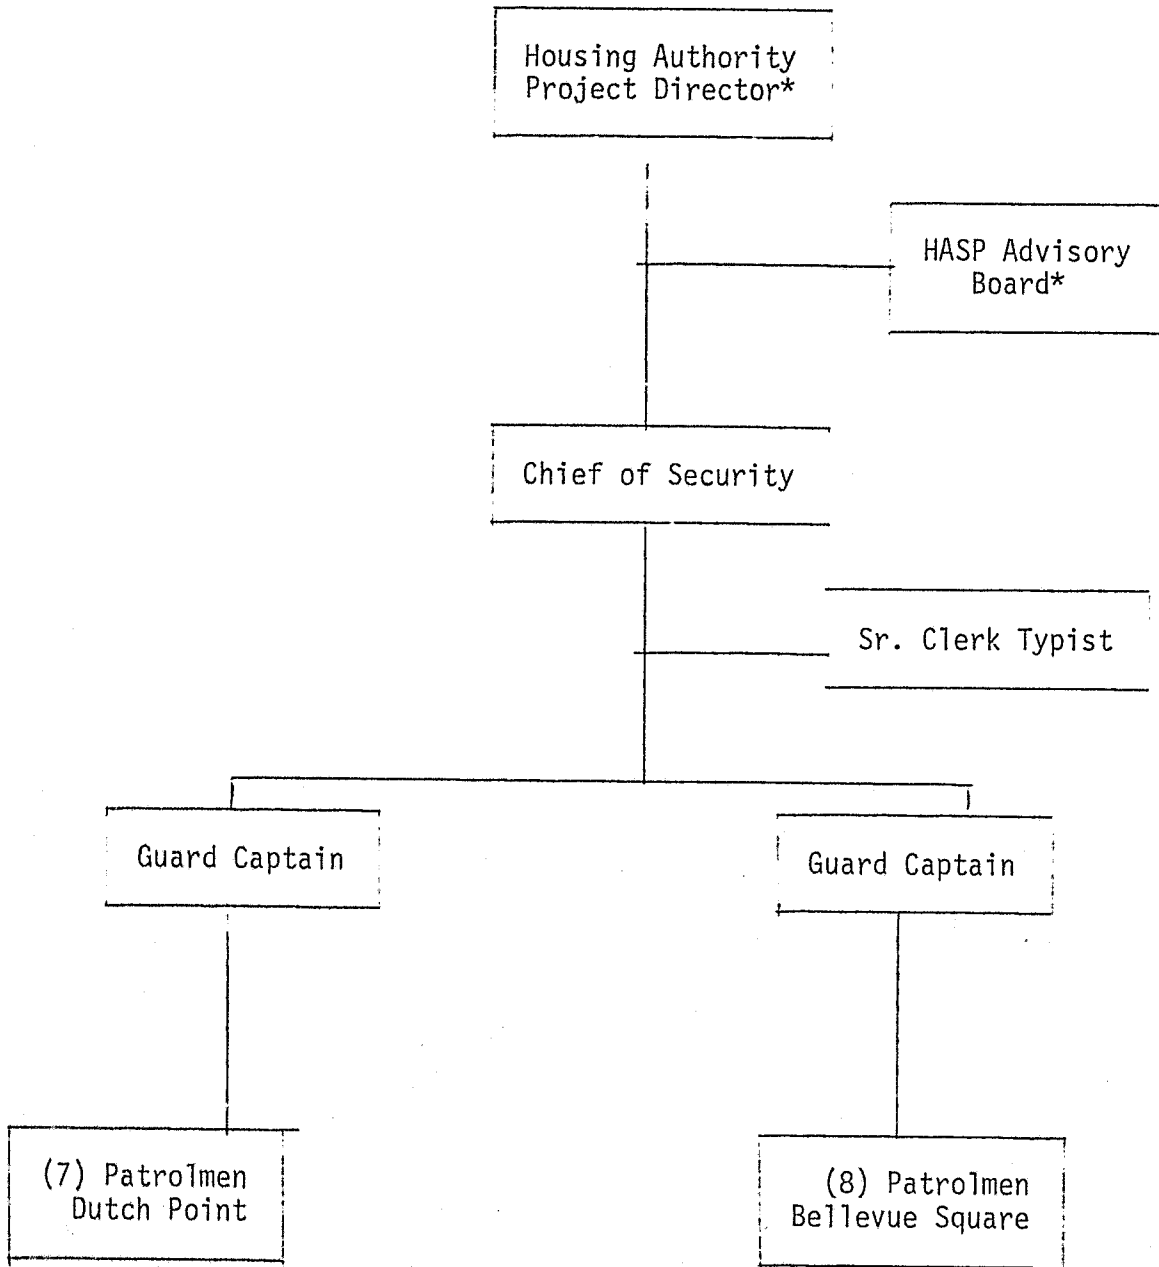 Housing Authority
Project Director*
HASP Advisory
Board*
Chief of Security
Sr. Clerk Typist
Guard Captain
Guard Captain
(7) Patrolmen
Dutch Point
(8) Patrolmen
Bellevue Square